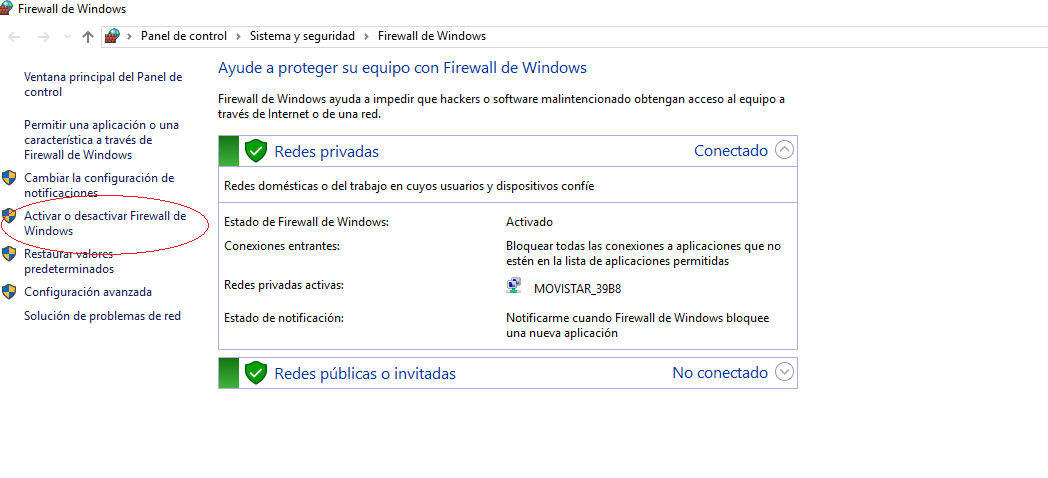 Firewall de Windows
Panel de control > Sistema y seguridad > Firewall de Windows
Ventana principal del Panel de
control
Permitir una aplicación o una
característica a través de
Firewall de Windows
Cambiar la configuración de
notificaciones
Activar o desactivar Firewall de
Windows
Restaurar valores
predeterminados
Configuración avanzada
Solución de problemas de red
Ayude a proteger su equipo con Firewall de Windows
Firewall de Windows ayuda a impedir que hackers o software malintencionado obtengan acceso al equipo a
través de Internet o de una red.
Redes privadas Conectado
Redes domésticas o del trabajo en cuyos usuarios y dispositivos confíe
Estado de Firewall de Windows: Activado
Conexiones entrantes: Bloquear todas las conexiones a aplicaciones que no
estén en la lista de aplicaciones permitidas
Redes privadas activas: MOVISTAR_39B8
Estado de notificación: Notificarme cuando Firewall de Windows bloquee
una nueva aplicación
Redes públicas o invitadas No conectado